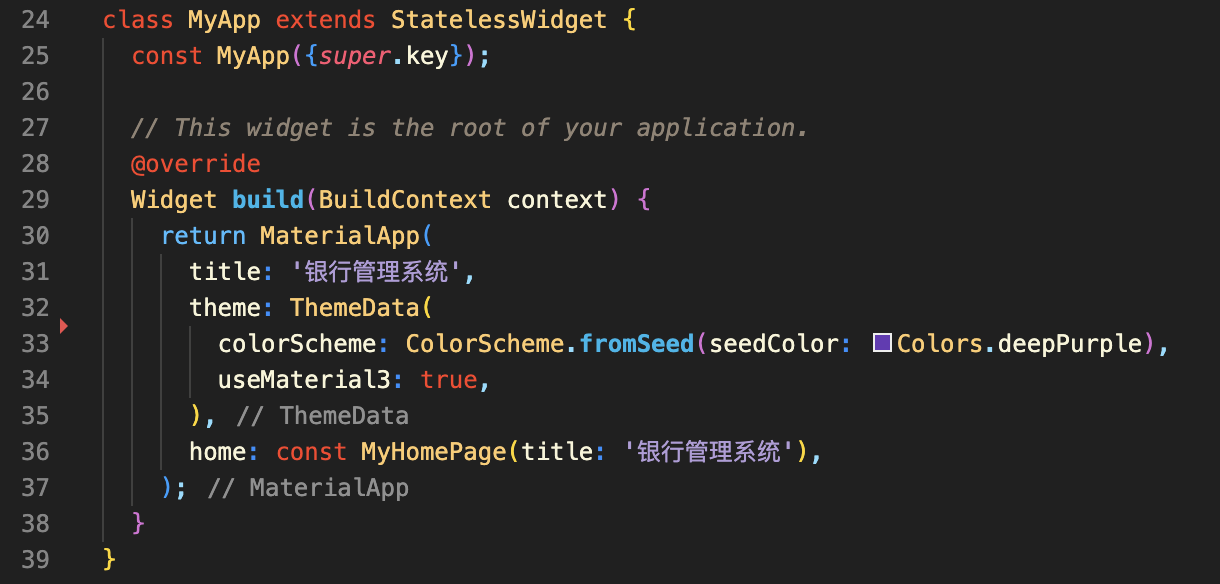 24 class MyApp extends StatelessWidget {
25 const MyApp({super.key});
26
27 // This widget is the root of your application.
28 @override
29 Widget build(BuildContext context) {
30 return MaterialApp(
31 title: '银行管理系统',
32 theme: ThemeData(
33 colorScheme: ColorScheme.fromSeed(seedColor: Colors.deepPurple),
34 useMaterial3: true,
35 ), // ThemeData
36 home: const MyHomePage(title: '银行管理系统'),
37 ); // MaterialApp
38 }
39 }